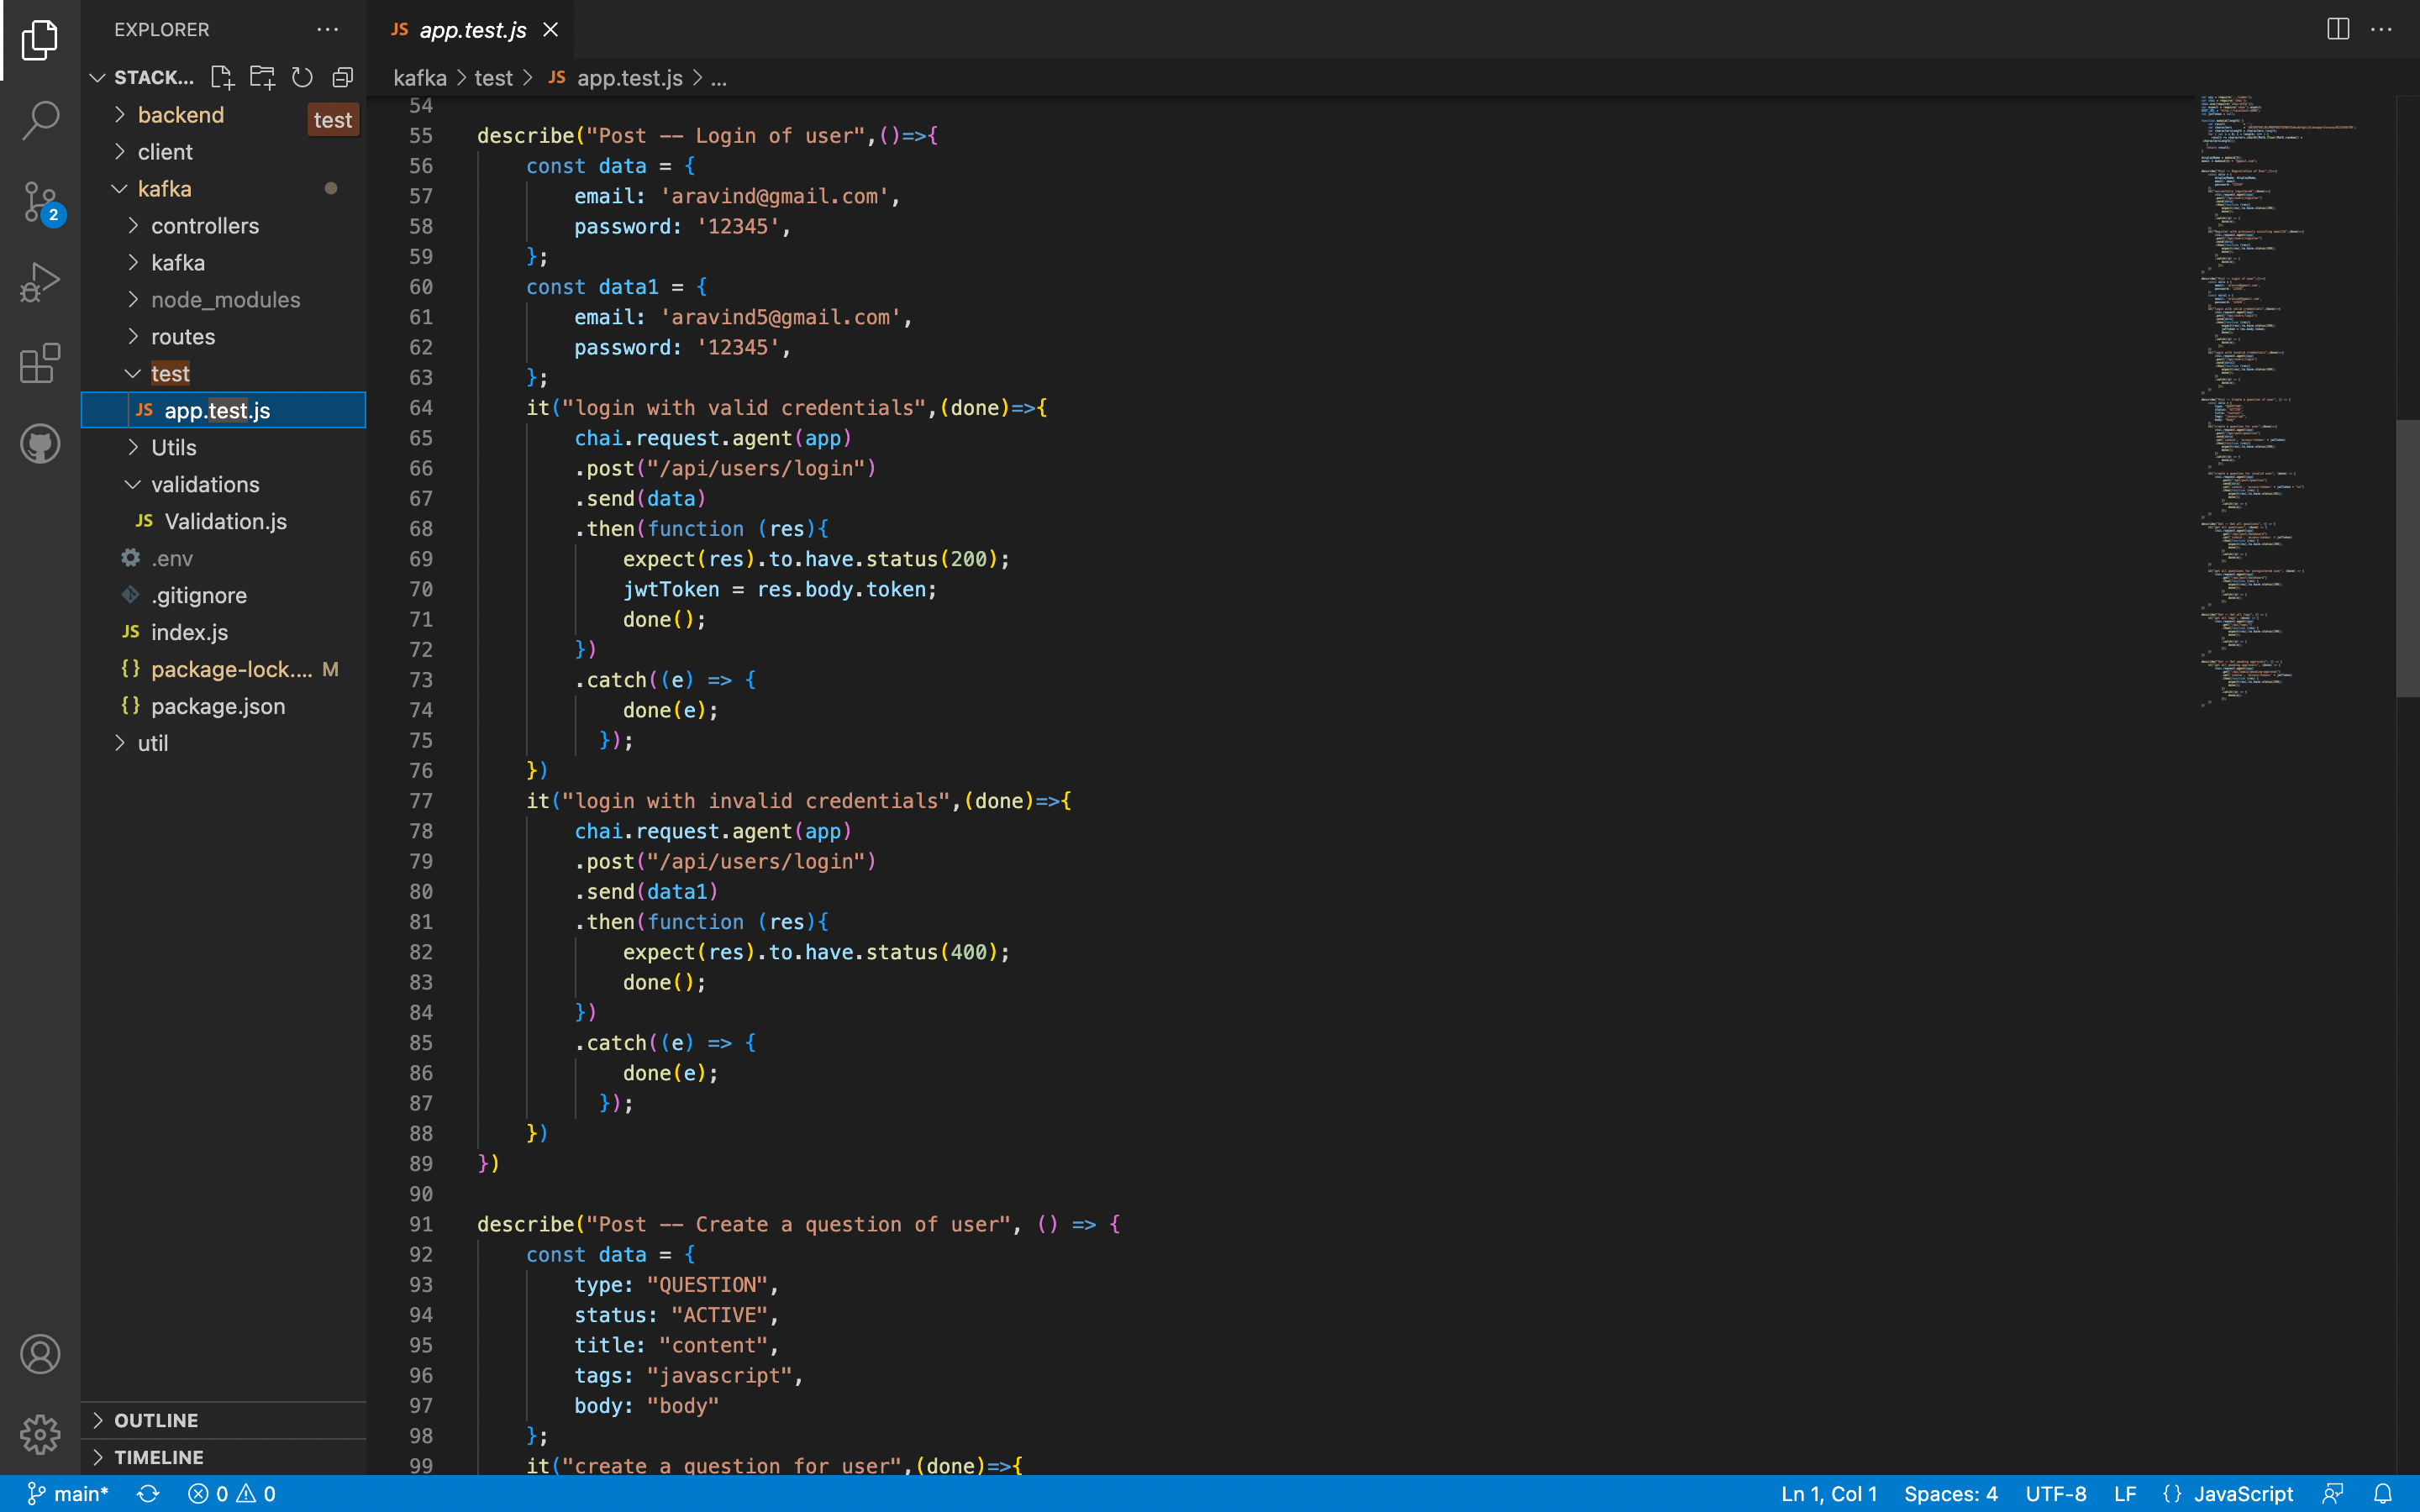 EXPLORER
STACK...
backend
test
client
kafka
controllers
kafka
node_modules
routes
test
JS app.test.js
Utils
validations
JS Validation.js
.env
.gitignore
JS index.js
{} package-lock.... M
{} package.json
util
OUTLINE
TIMELINE
2
JS app.test.js
kafka > test > JS app.test.js > ...
54
55 describe("Post -- Login of user",()=>{
56 const data = {
57 email: 'aravind@gmail.com',
58 password: '12345',
59 };
60 const data1 = {
61 email: 'aravind5@gmail.com',
62 password: '12345',
63 };
64 it("login with valid credentials",(done)=>{
65 chai.request.agent(app)
66 .post("/api/users/login")
67 .send(data)
68 .then(function (res){
69 expect(res).to.have.status(200);
70 jwtToken = res.body.token;
71 done();
72 })
73 .catch((e) => {
74 done(e);
75 });
76 })
77 it("login with invalid credentials",(done)=>{
78 chai.request.agent(app)
79 .post("/api/users/login")
80 .send(data1)
81 .then(function (res){
82 expect(res).to.have.status(400);
83 done();
84 })
85 .catch((e) => {
86 done(e);
87 });
88 })
89 })
90
91 describe("Post -- Create a question of user", () => {
92 const data = {
93 type: "QUESTION",
94 status: "ACTIVE",
95 title: "content",
96 tags: "javascript",
97 body: "body"
98 };
99 it("create a question for user",(done)=>{
main* 0 0 Ln 1, Col 1 Spaces: 4 UTF-8 LF {} JavaScript